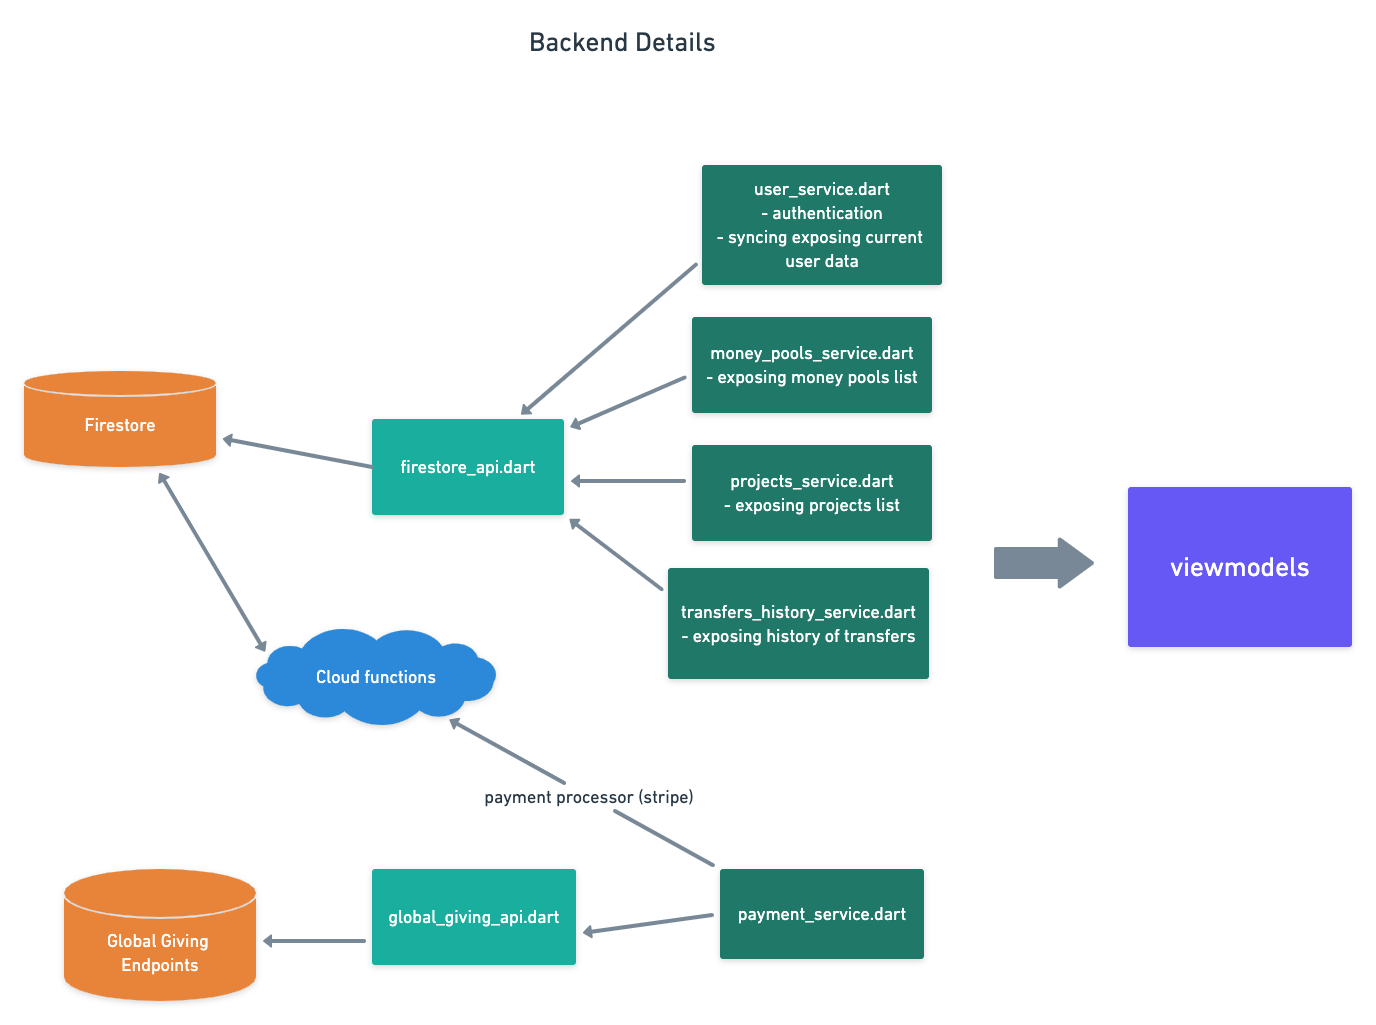 Backend Details
user_service.dart
- authentication
- syncing exposing current
user data
money_pools_service.dart
- exposing money pools list
Firestore
firestore_api.dart
projects_service.dart
- exposing projects list
viewmodels
transfers_history_service.dart
- exposing history of transfers
Cloud functions
payment processor (stripe)
global_giving_api.dart
payment_service.dart
Global Giving
Endpoints